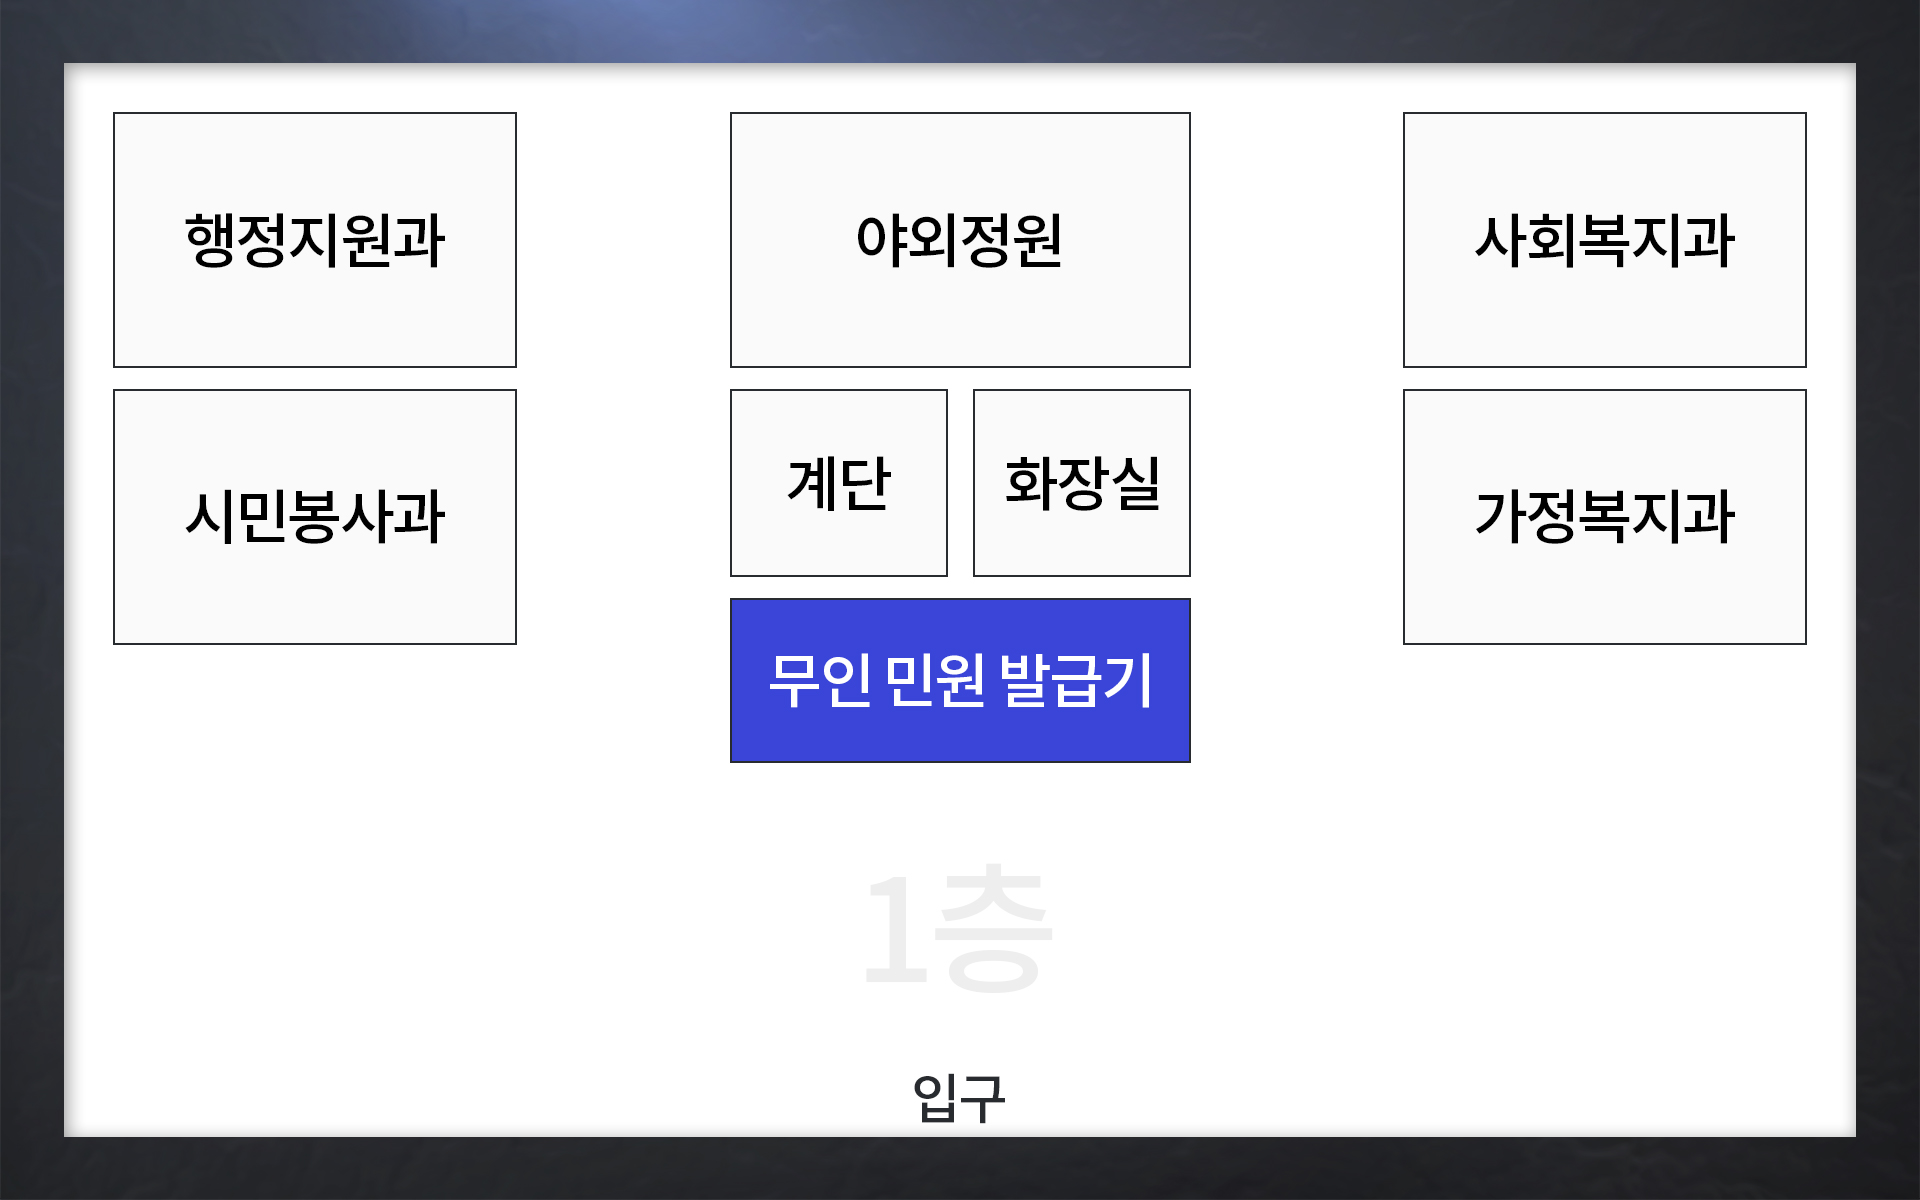 행정지원과
야외정원
사회복지과
시민봉사과
계단
화장실
가정복지과
무인 민원 발급기
1층
입구